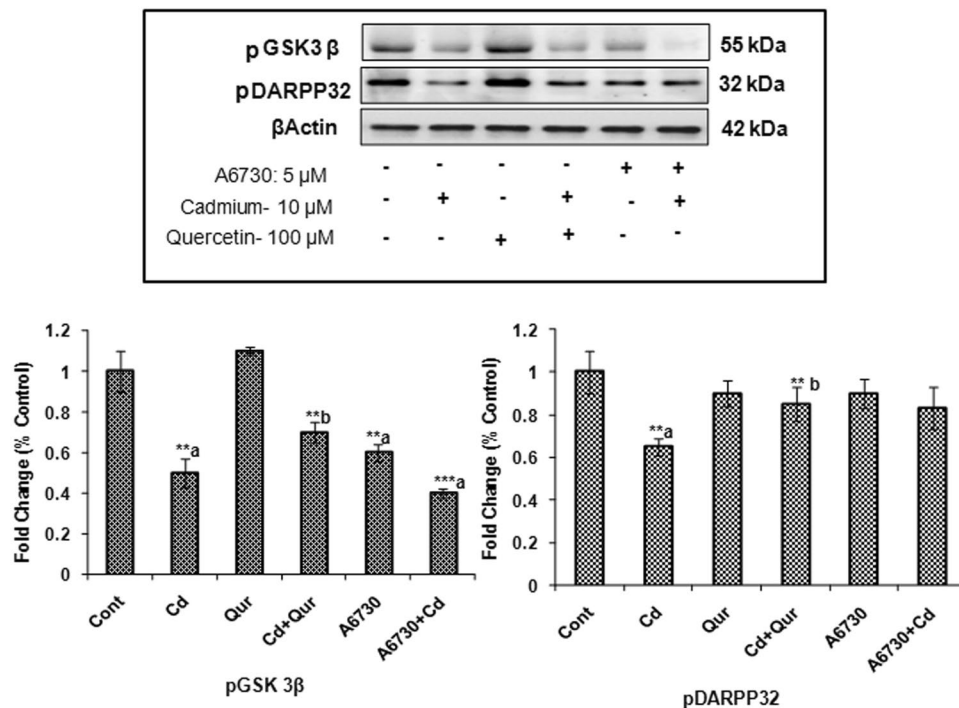 pGSK3β 55 kDa
pDARPP32 32 kDa
βActin 42 kDa
A6730: 5 μM - - - - + +
Cadmium- 10 μM - + - + - +
Quercetin- 100 μM - - + + - -
Fold Change (% Control)
1.2
1
0.8
0.6
0.4
0.2
0
**a
**b
**a
***a
Cont Cd Qur Cd+Qur A6730 A6730+Cd
pGSK 3β
Fold Change (% Control)
1.2
1
0.8
0.6
0.4
0.2
0
**a
** b
Cont Cd Qur Cd+Qur A6730 A6730+Cd
pDARPP32